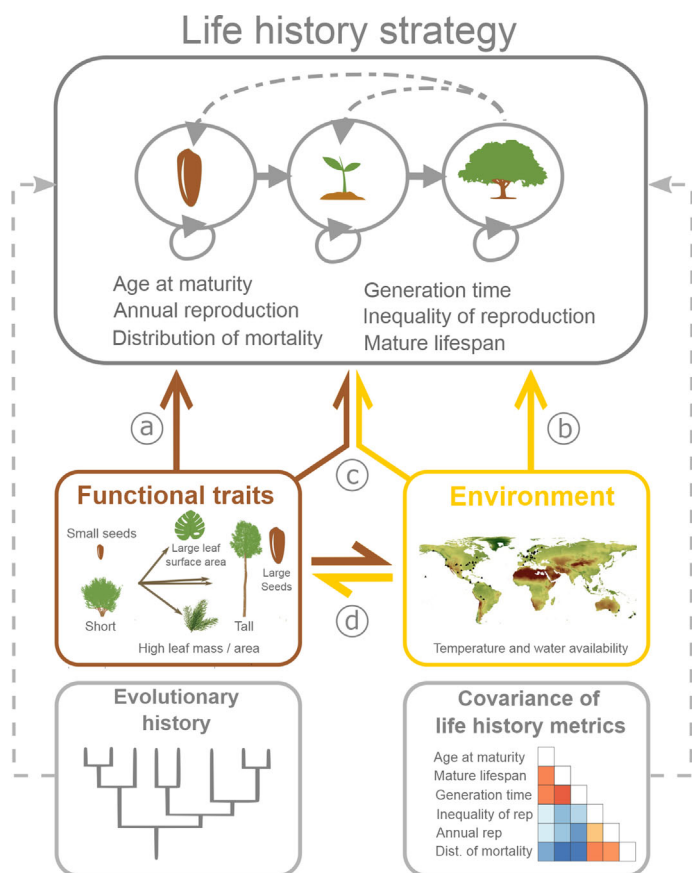 Life history strategy
Age at maturity
Annual reproduction
Distribution of mortality
Generation time
Inequality of reproduction
Mature lifespan
a
b
c
d
Functional traits
Small seeds
Large leaf
surface area
Large
Seeds
Short
Tall
High leaf mass / area
Environment
Temperature and water availability
Evolutionary
history
Covariance of
life history metrics
Age at maturity
Mature lifespan
Generation time
Inequality of rep
Annual rep
Dist. of mortality